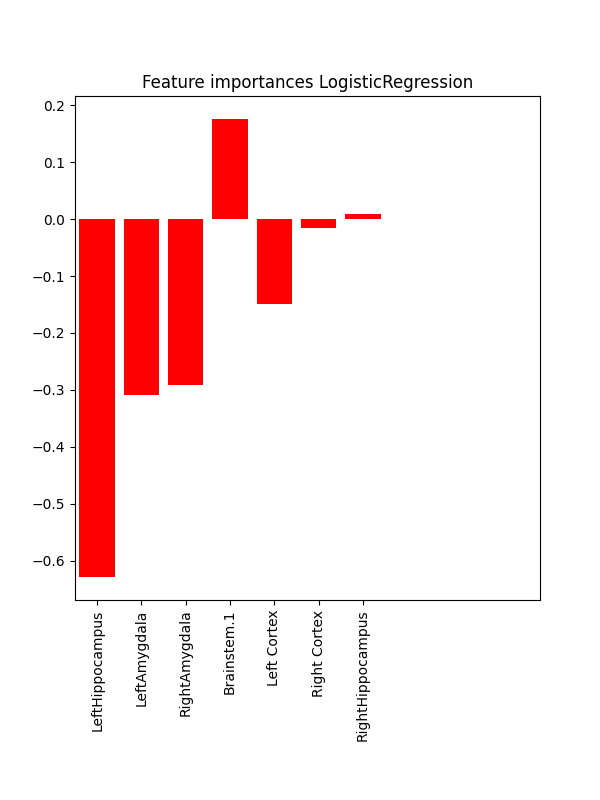 Feature importances LogisticRegression
0.2
0.1
0.0
−0.1
−0.2
−0.3
−0.4
−0.5
−0.6
LeftHippocampus
LeftAmygdala
RightAmygdala
Brainstem.1
Left Cortex
Right Cortex
RightHippocampus